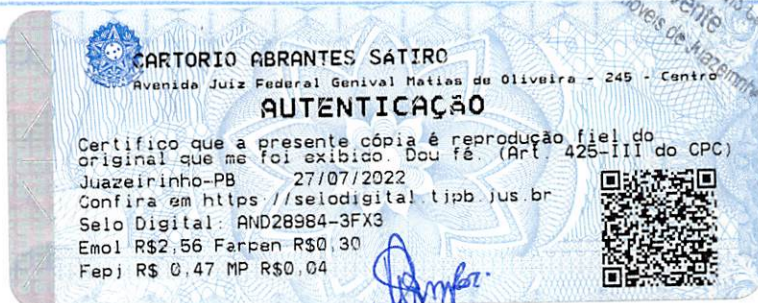 CARTORIO ABRANTES SÁTIRO
Avenida Juiz Federal Genival Matias de Oliveira - 245 - Centro
AUTENTICAÇÃO
Certifico que a presente cópia é reprodução fiel do
original que me foi exibido. Dou fé. (Art. 425-III do CPC)
Juazeirinho-PB 27/07/2022
Confira em https://selodigital.tjpb.jus.br
Selo Digital: AND28984-3FX3
Emol R$2,56 Farpen R$0,30
Fepj R$ 0,47 MP R$0,04